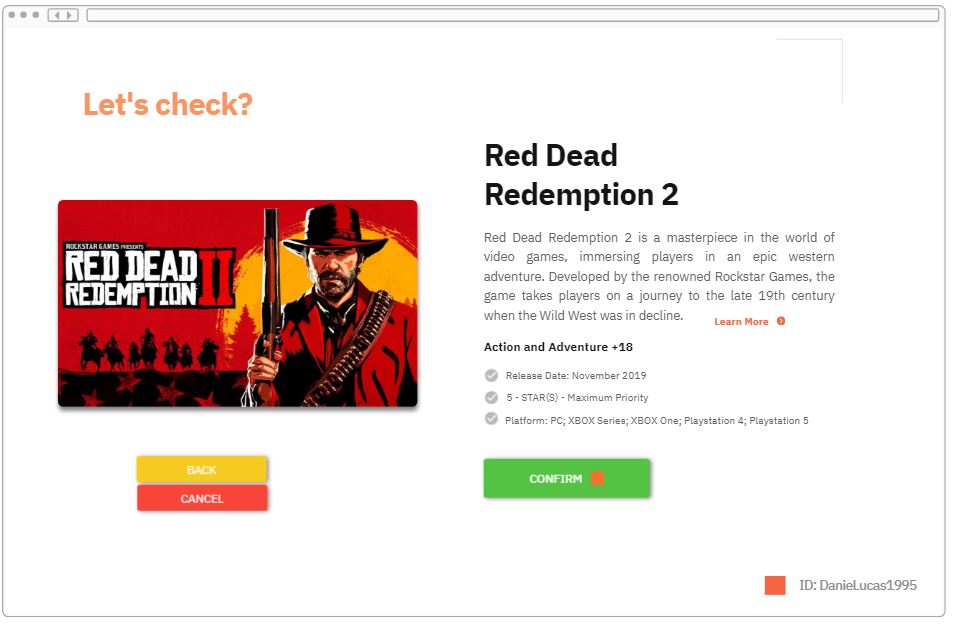 Let's check?
Red Dead
Redemption 2
ROCKSTAR GAMES PRESENTS
RED DEAD
REDEMPTION II
Red Dead Redemption 2 is a masterpiece in the world of
video games, immersing players in an epic western
adventure. Developed by the renowned Rockstar Games, the
game takes players on a journey to the late 19th century
when the Wild West was in decline.
Learn More
Action and Adventure +18
Release Date: November 2019
5 - STAR(S) - Maximum Priority
Platform: PC; XBOX Series; XBOX One; Playstation 4; Playstation 5
BACK
CANCEL
CONFIRM
ID: DanieLucas1995